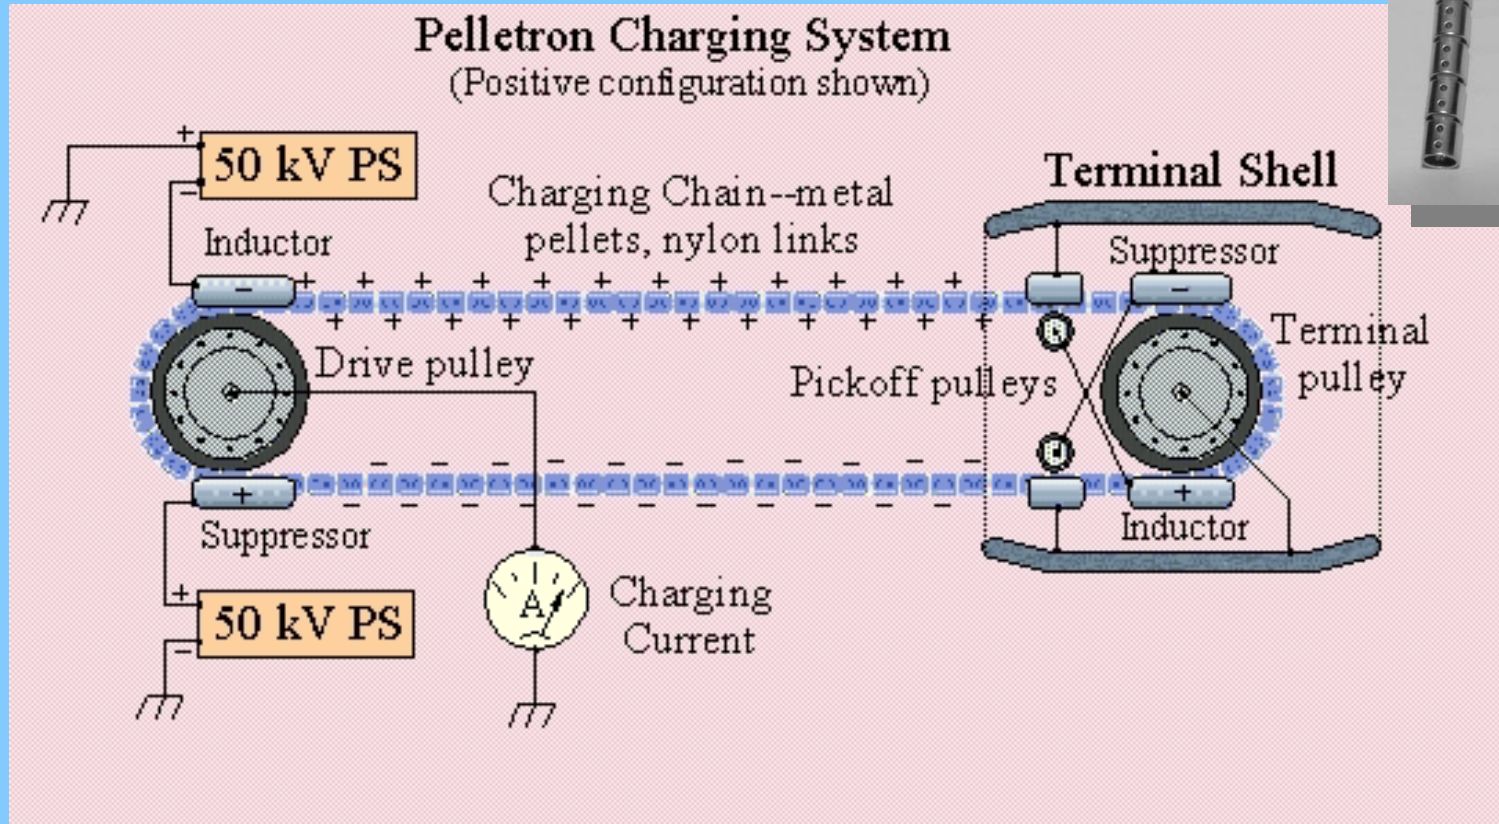 Pelletron Charging System
(Positive configuration shown)
+
50 kV PS
−
Terminal Shell
Charging Chain--metal
pellets, nylon links
Inductor
Suppressor
−
+ + + + + + + + + + + +
−
+ + + + + + + + + + + +
Drive pulley
Pickoff pulleys
Terminal
pulley
− − − − − − − − − − −
+
− − − − − − − − − − −
+
Suppressor
Inductor
+
50 kV PS
−
A
Charging
Current